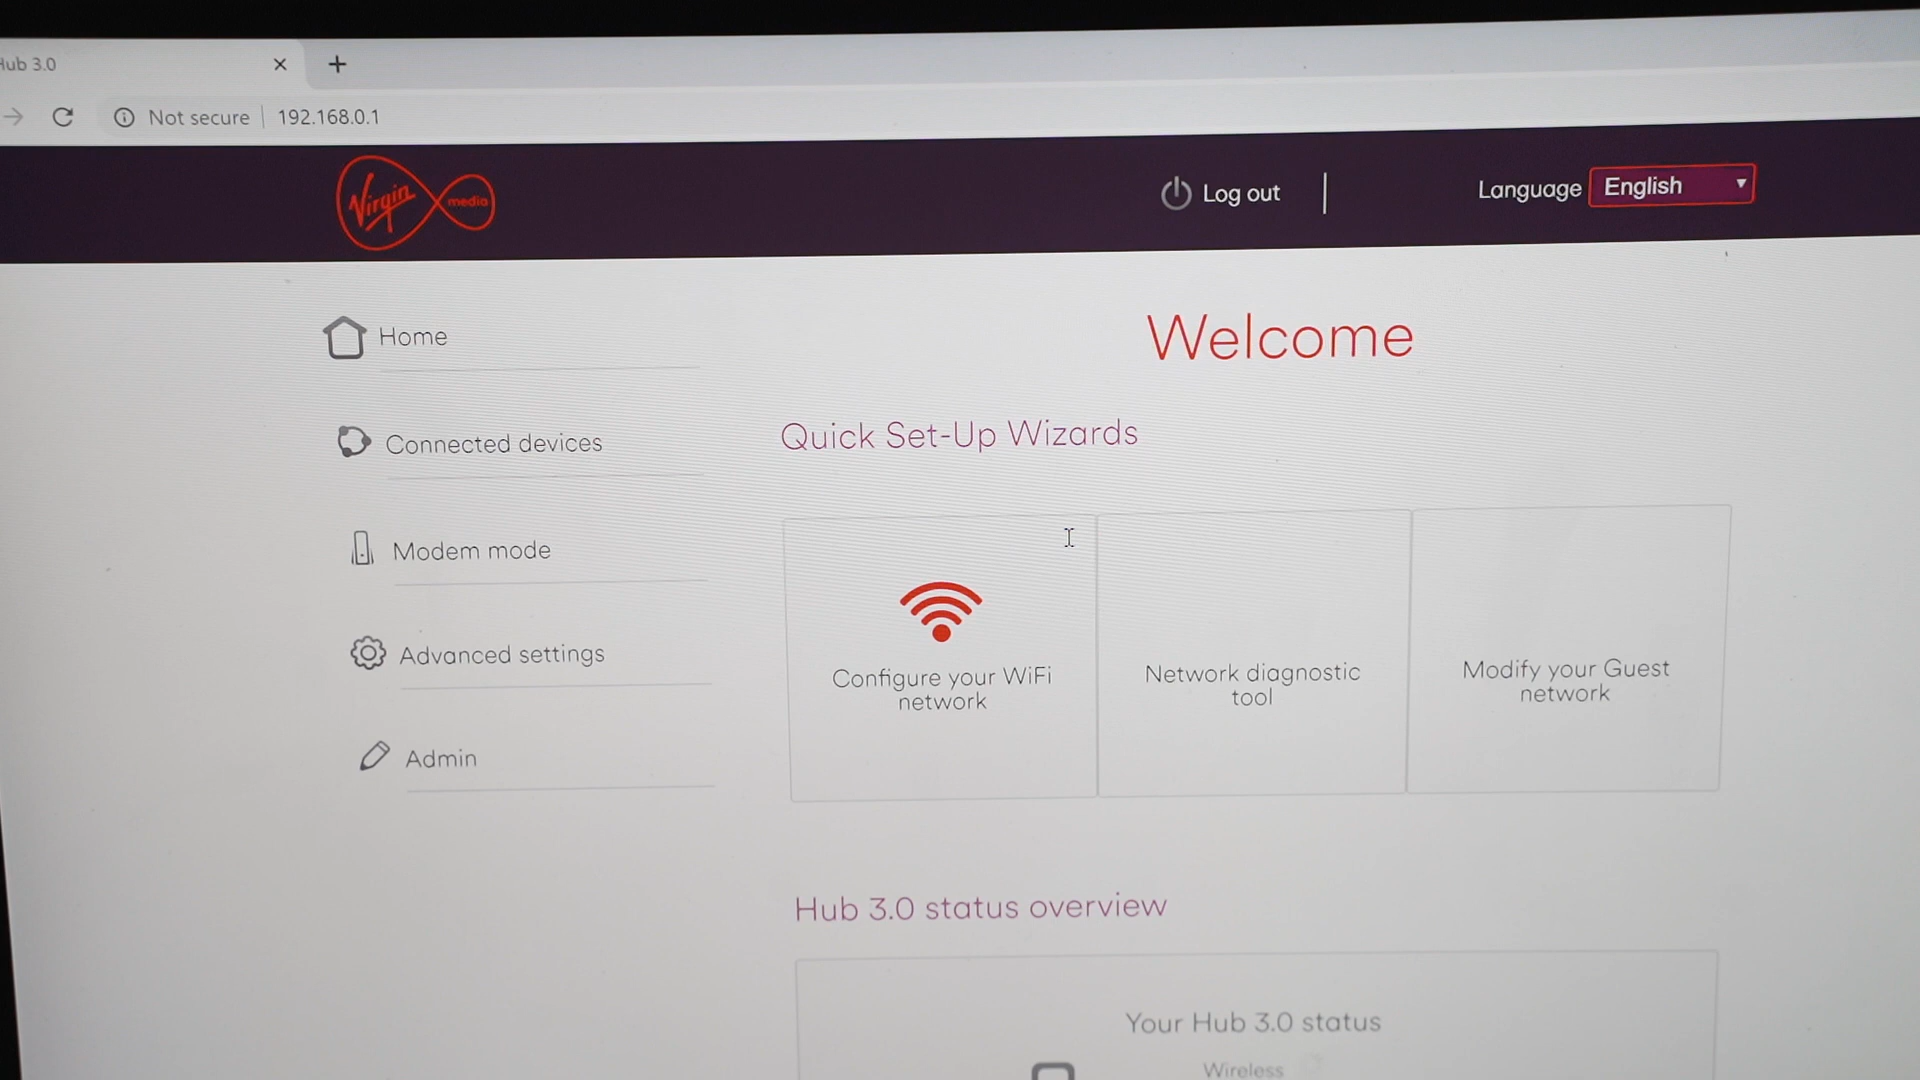 Hub 3.0
Not secure
192.168.0.1
Virgin media
Log out
Language
English
Home
Welcome
Connected devices
Quick Set-Up Wizards
Modem mode
Advanced settings
Configure your WiFi
network
Network diagnostic
tool
Modify your Guest
network
Admin
Hub 3.0 status overview
Your Hub 3.0 status
Wireless